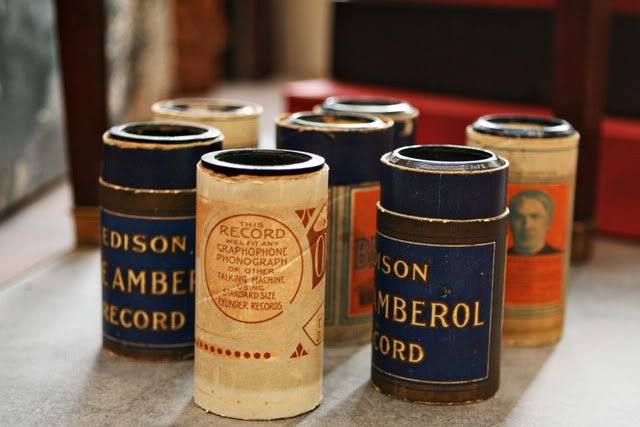 EDISON
E AMBER
RECORD
THIS
RECORD
WILL FIT ANY
GRAPHOPHONE
PHONOGRAPH
OR OTHER
TALKING MACHINE
USING
STANDARD SIZE
CYLINDER RECORDS
ISON
MBEROL
CORD